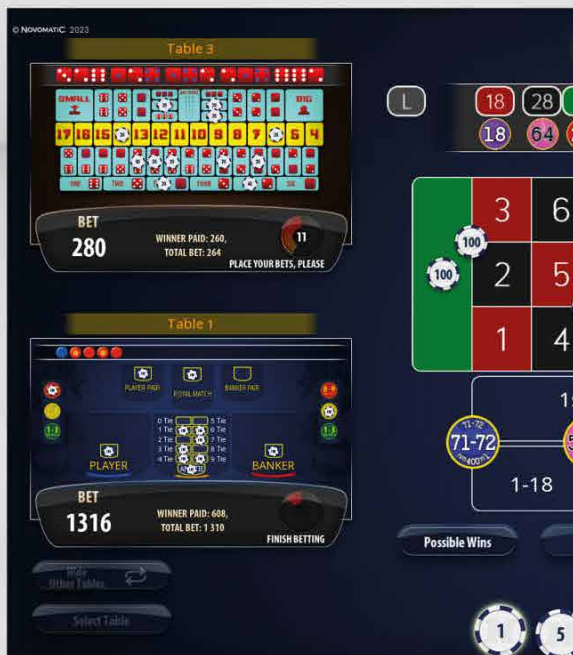 © NOVOMATIC 2023
Table 3
SMALL
BIG
17 16 15 13 12 11 10 9 8 7 5 4
ONE TWO FOUR SIX
BET
280
WINNER PAID: 260,
TOTAL BET: 264
11
PLACE YOUR BETS, PLEASE
Table 1
PLAYER PAIR ROYAL MATCH BANKER PAIR
0 Tie 5 Tie
1 Tie 6 Tie
2 Tie 7 Tie
3 Tie 8 Tie
4 Tie 9 Tie
PLAYER BANKER
BET
1316
WINNER PAID: 608,
TOTAL BET: 1 310
FINISH BETTING
Hide
Other Tables
Select Table
L 18 28
18 64
3 6
100
100 2 5
1 4
71-72
71-72
1-18
Possible Wins
1 5